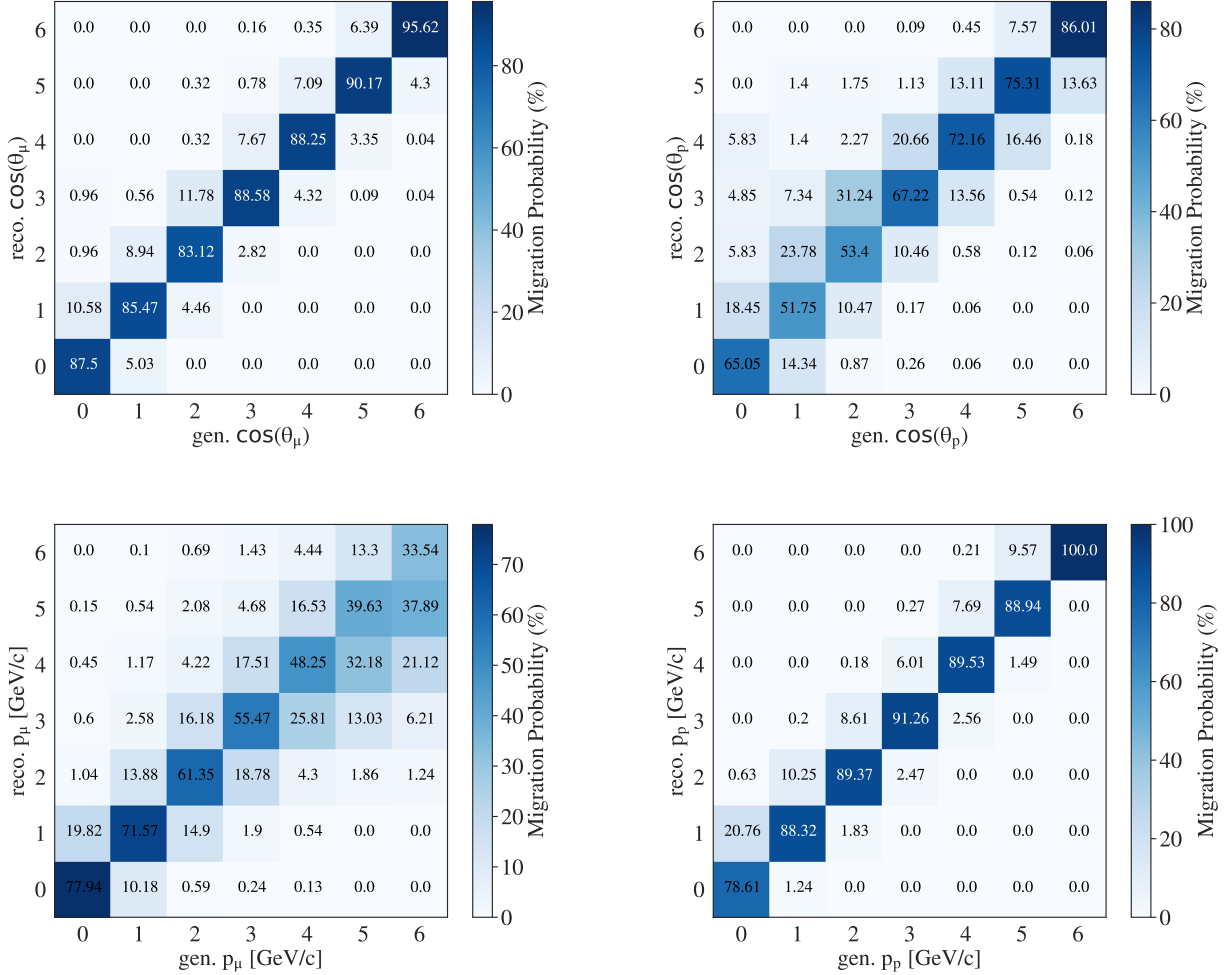 6 0.0 0.0 0.0 0.16 0.35 6.39 95.62
5 0.0 0.0 0.32 0.78 7.09 90.17 4.3 80
4 0.0 0.0 0.32 7.67 88.25 3.35 0.04 60
3 0.96 0.56 11.78 88.58 4.32 0.09 0.04
2 0.96 8.94 83.12 2.82 0.0 0.0 0.0 40
1 10.58 85.47 4.46 0.0 0.0 0.0 0.0 20
0 87.5 5.03 0.0 0.0 0.0 0.0 0.0 0
0 1 2 3 4 5 6
gen. cos(θμ)
reco. cos(θμ)
Migration Probability (%)
6 0.0 0.0 0.0 0.09 0.45 7.57 86.01 80
5 0.0 1.4 1.75 1.13 13.11 75.31 13.63
4 5.83 1.4 2.27 20.66 72.16 16.46 0.18 60
3 4.85 7.34 31.24 67.22 13.56 0.54 0.12 40
2 5.83 23.78 53.4 10.46 0.58 0.12 0.06
1 18.45 51.75 10.47 0.17 0.06 0.0 0.0 20
0 65.05 14.34 0.87 0.26 0.06 0.0 0.0 0
0 1 2 3 4 5 6
gen. cos(θp)
reco. cos(θp)
Migration Probability (%)
6 0.0 0.1 0.69 1.43 4.44 13.3 33.54 70
5 0.15 0.54 2.08 4.68 16.53 39.63 37.89 60
4 0.45 1.17 4.22 17.51 48.25 32.18 21.12 50
3 0.6 2.58 16.18 55.47 25.81 13.03 6.21 40
2 1.04 13.88 61.35 18.78 4.3 1.86 1.24 30
1 19.82 71.57 14.9 1.9 0.54 0.0 0.0 20
10
0 77.94 10.18 0.59 0.24 0.13 0.0 0.0 0
0 1 2 3 4 5 6
gen. pμ [GeV/c]
reco. pμ [GeV/c]
Migration Probability (%)
100
6 0.0 0.0 0.0 0.0 0.21 9.57 100.0
5 0.0 0.0 0.0 0.27 7.69 88.94 0.0 80
4 0.0 0.0 0.18 6.01 89.53 1.49 0.0 60
3 0.0 0.2 8.61 91.26 2.56 0.0 0.0
2 0.63 10.25 89.37 2.47 0.0 0.0 0.0 40
1 20.76 88.32 1.83 0.0 0.0 0.0 0.0 20
0 78.61 1.24 0.0 0.0 0.0 0.0 0.0 0
0 1 2 3 4 5 6
gen. pp [GeV/c]
reco. pp [GeV/c]
Migration Probability (%)